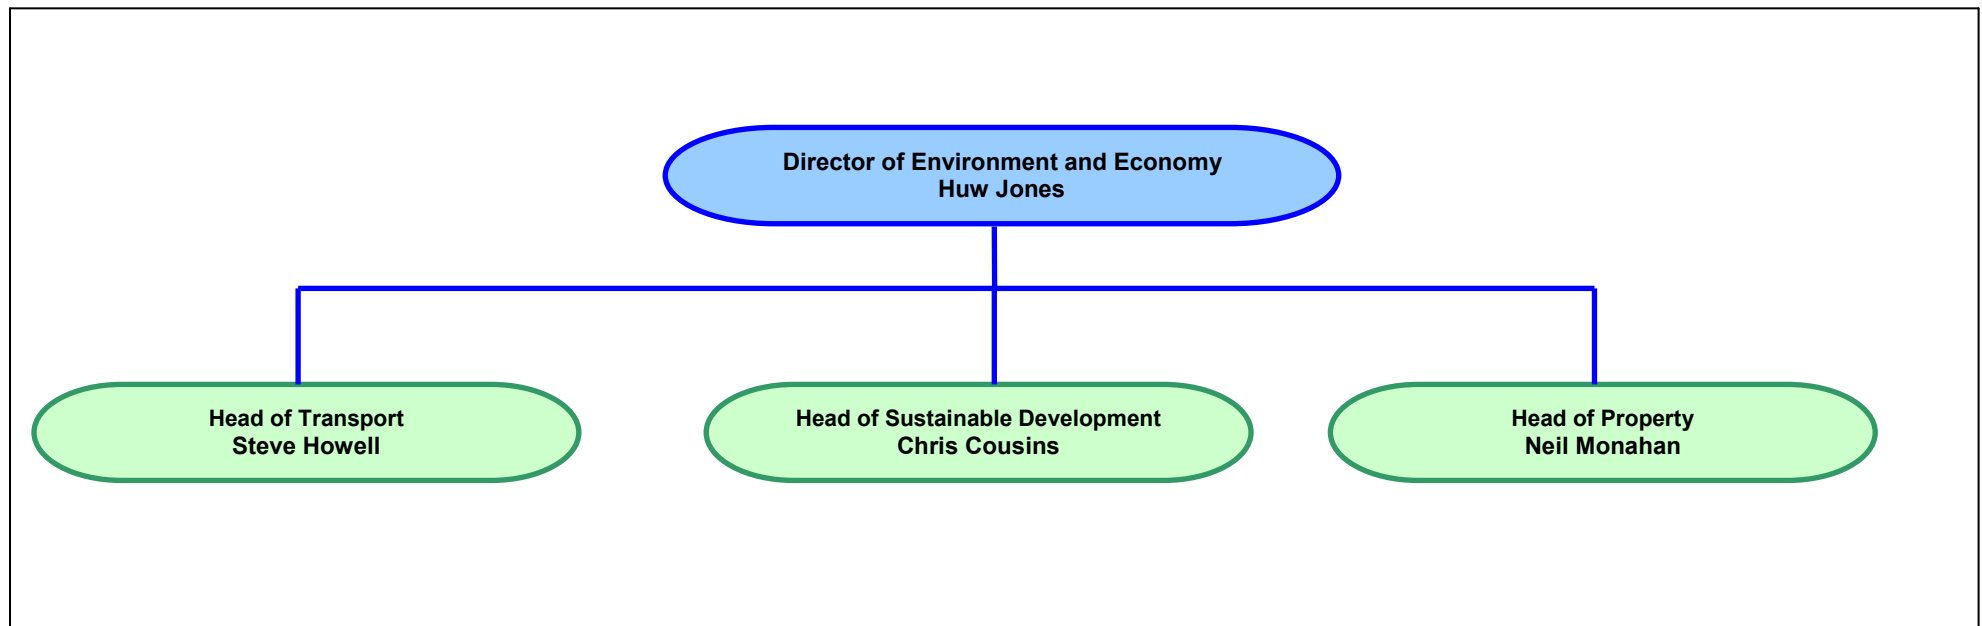 Director of Environment and Economy
Huw Jones
Head of Transport
Steve Howell
Head of Sustainable Development
Chris Cousins
Head of Property
Neil Monahan